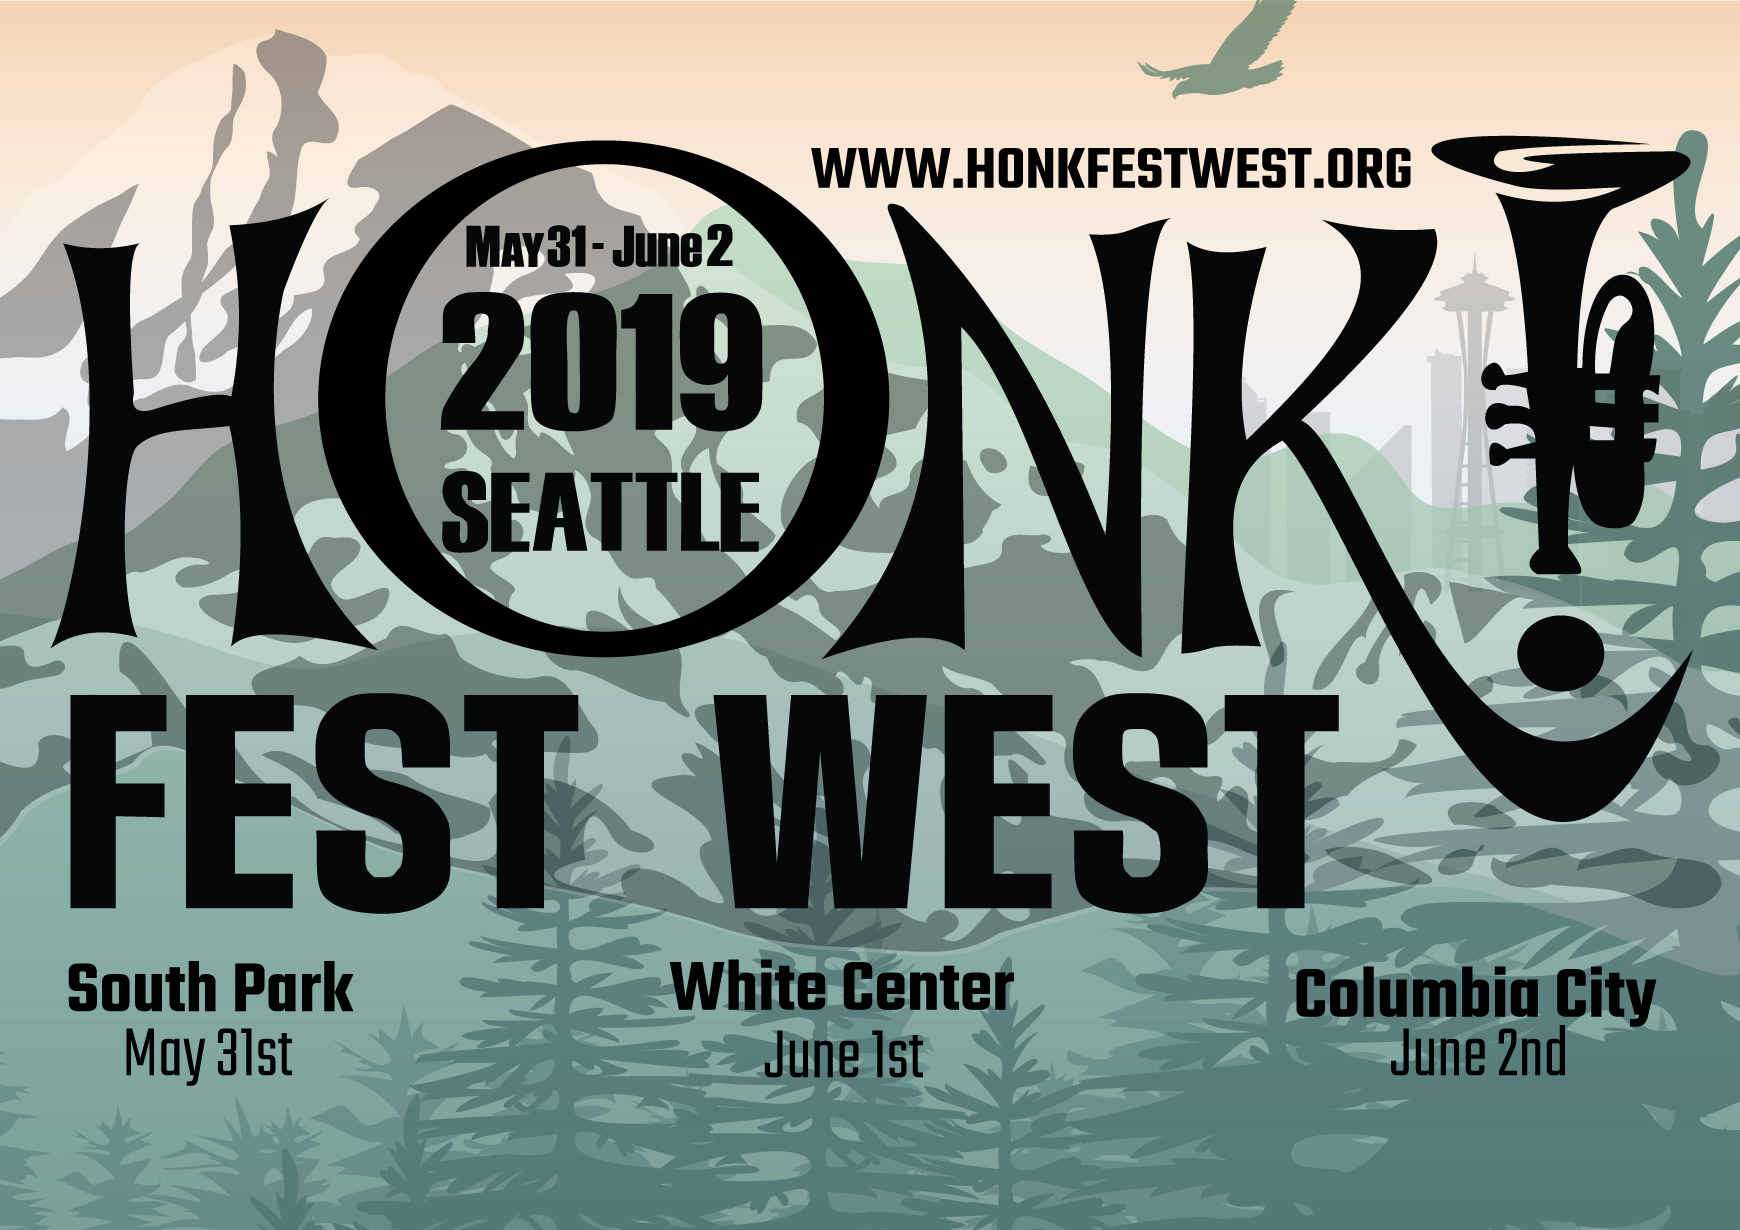 WWW.HONKFESTWEST.ORG
HONK!
May 31 - June 2
2019
SEATTLE
FEST WEST
South Park
May 31st
White Center
June 1st
Columbia City
June 2nd